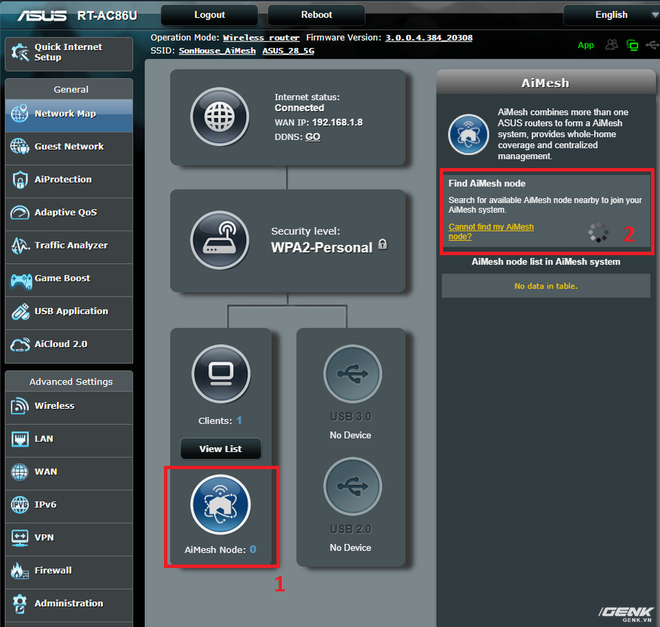 ASUS RT-AC86U
Logout
Reboot
English
Operation Mode: Wireless router Firmware Version: 3.0.0.4.384_20308
SSID: SonHouse_AiMesh ASUS_28_5G
App
Quick Internet
Setup
General
Network Map
Guest Network
AiProtection
Adaptive QoS
Traffic Analyzer
Game Boost
USB Application
AiCloud 2.0
Advanced Settings
Wireless
LAN
WAN
IPv6
VPN
Firewall
Administration
Internet status:
Connected
WAN IP: 192.168.1.8
DDNS: GO
Security level:
WPA2-Personal
Clients: 1
View List
AiMesh Node: 0
1
USB 3.0
No Device
USB 2.0
No Device
AiMesh
AiMesh combines more than one
ASUS routers to form a AiMesh
system, provides whole-home
coverage and centralized
management.
Find AiMesh node
Search for available AiMesh node nearby to join your
AiMesh system.
Cannot find my AiMesh
node?
2
AiMesh node list in AiMesh system
No data in table.
GENK
GENK.VN